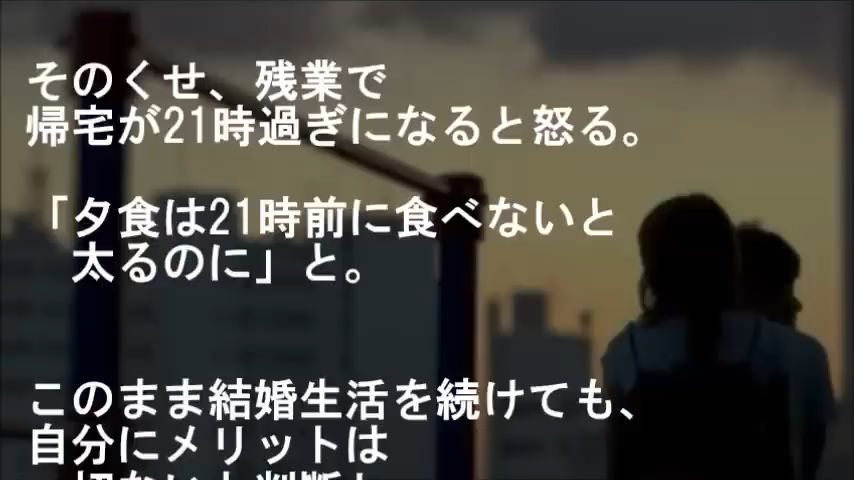 そのくせ、残業で
帰宅が21時過ぎになると怒る。
「夕食は21時前に食べないと
太るのに」と。
このまま結婚生活を続けても、
自分にメリットは